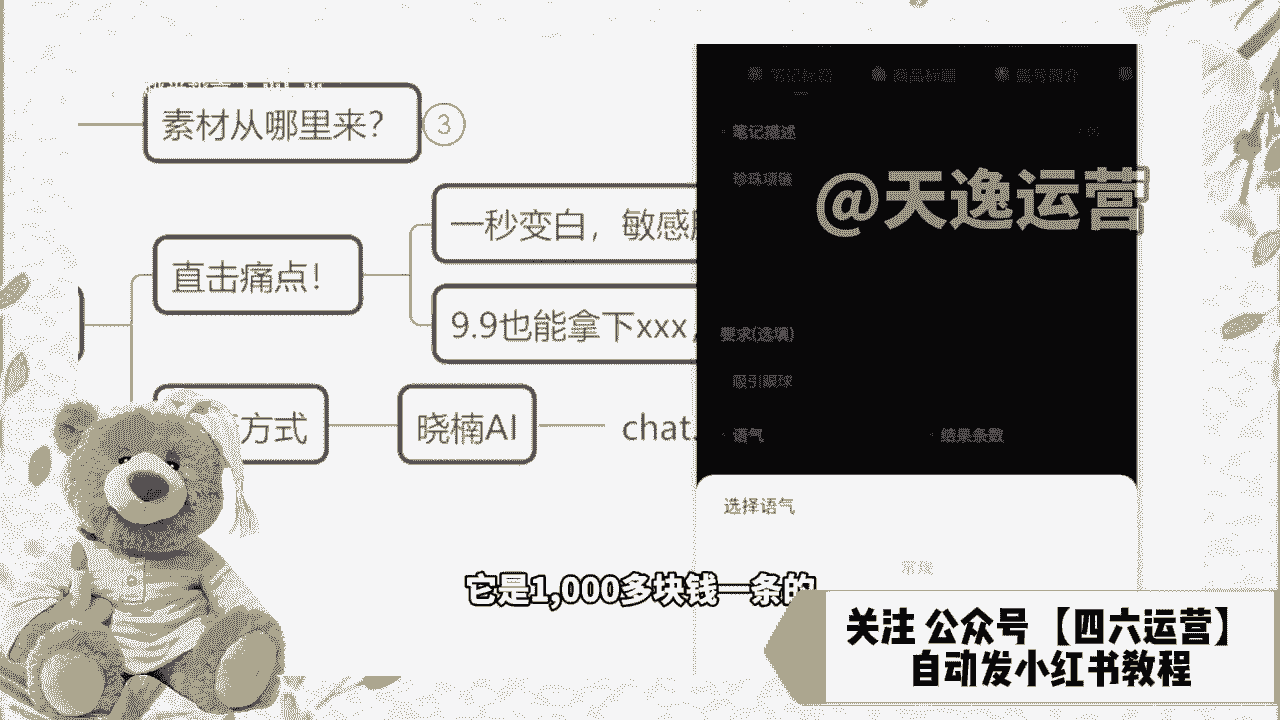 素材从哪里来？
3
一秒变白，敏感
直击痛点！
9.9也能拿下xxx，
方式
晓楠AI
chat.
笔记描述
珍珠项链
@天逸运营
要求(选填)
吸引眼球
语气
结果条数
选择语气
它是1,000多块钱一条的
关注 公众号【四六运营】
自动发小红书教程